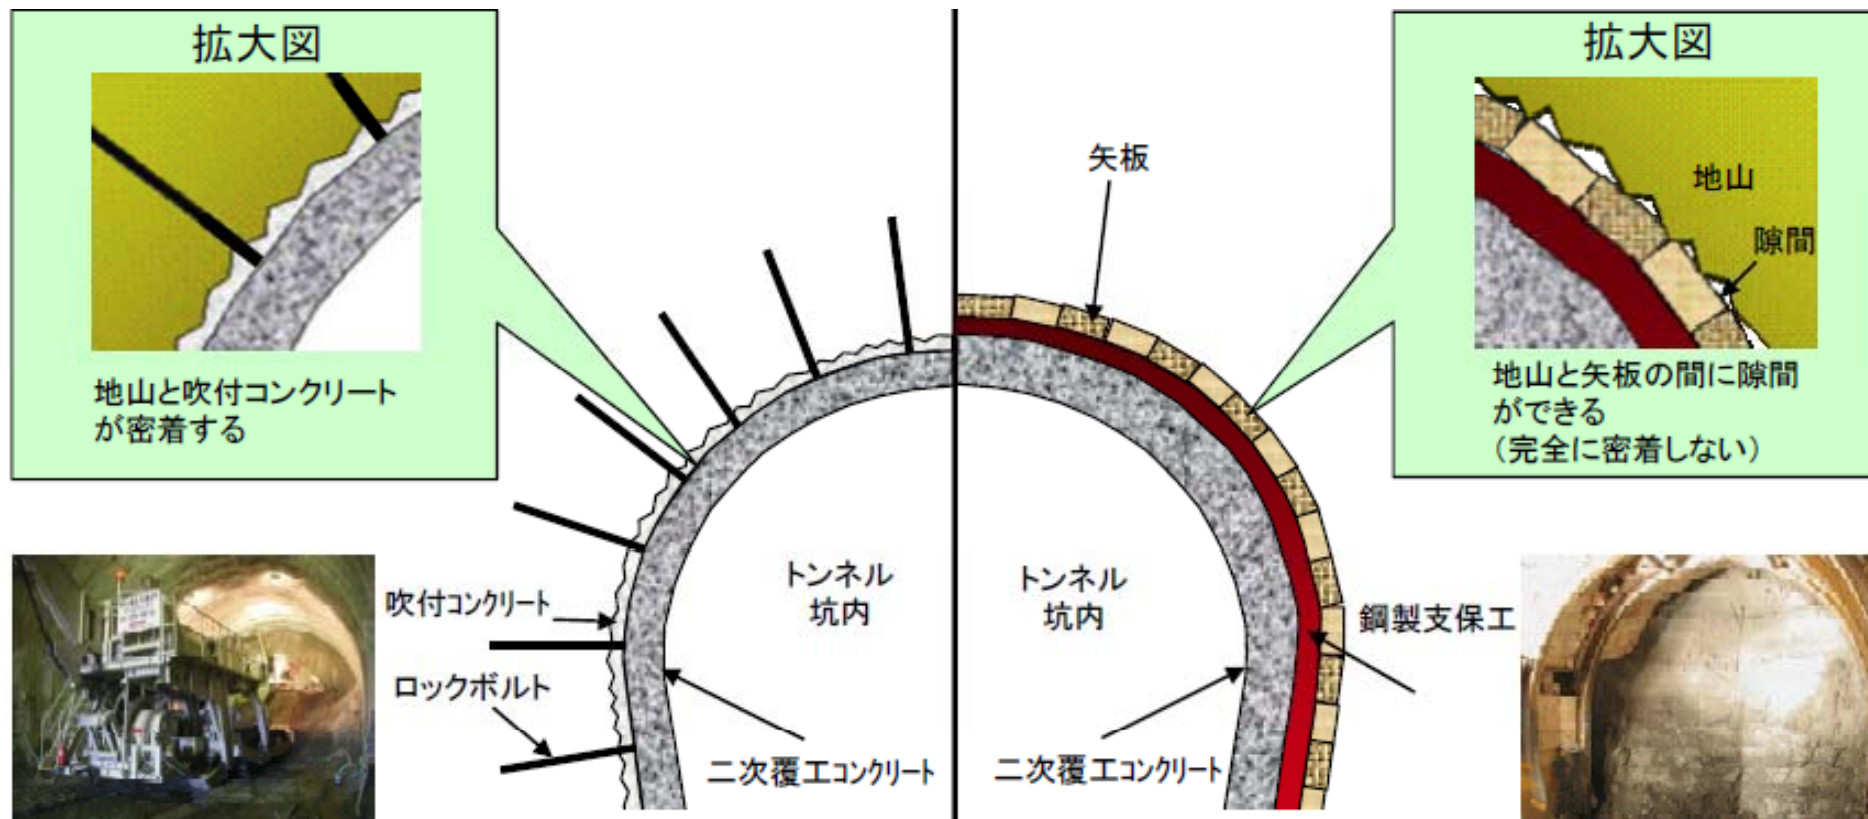 拡大図
地山と吹付コンクリート
が密着する
吹付コンクリート
ロックボルト
トンネル
坑内
二次覆工コンクリート
矢板
トンネル
坑内
二次覆工コンクリート
鋼製支保工
拡大図
地山
隙間
地山と矢板の間に隙間
ができる
(完全に密着しない)